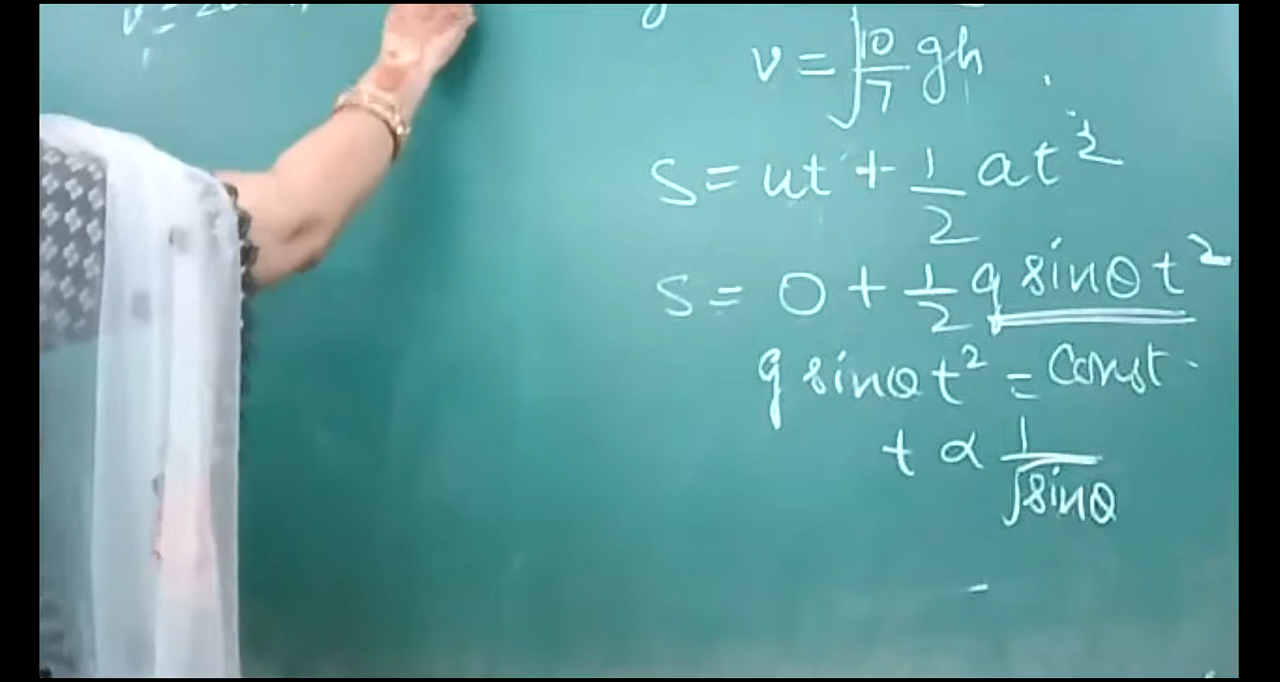 v = √10/7 gh
S = ut + 1/2 at²
S = 0 + 1/2 g sinθ t²
g sinθ t² = Const
t ∝ 1/√sinθ